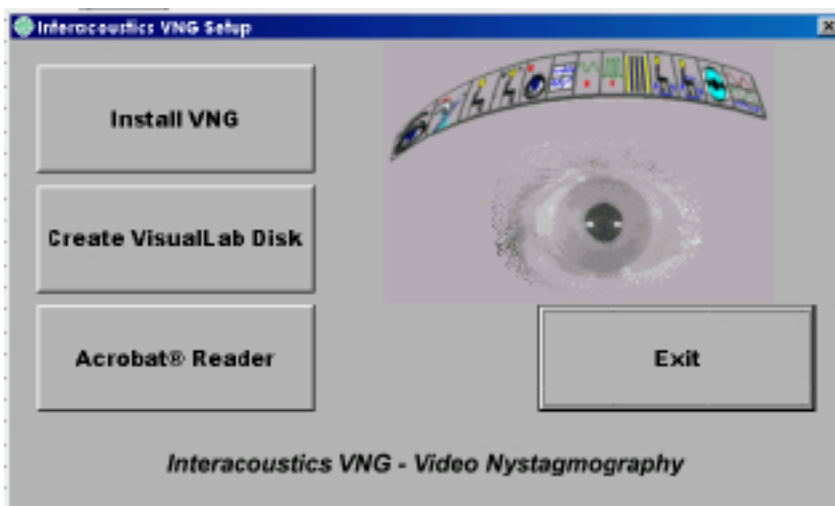 Interacoustics VNG Setup
Install VNG
Create VisualLab Disk
Acrobat® Reader
Exit
Interacoustics VNG - Video Nystagmography